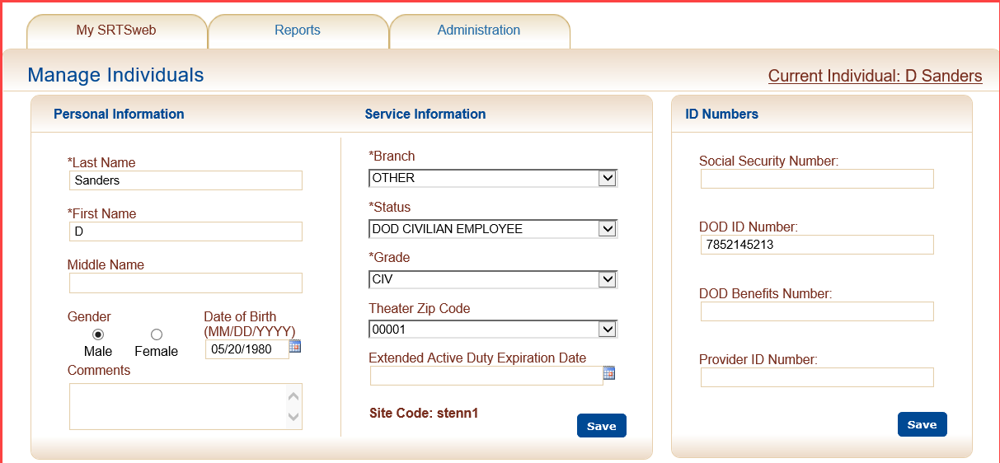 My SRTSweb
Reports
Administration
Manage Individuals
Current Individual: D Sanders
Personal Information
*Last Name
Sanders
*First Name
D
Middle Name
Gender
Male
Female
Date of Birth
(MM/DD/YYYY)
05/20/1980
Comments
Service Information
*Branch
OTHER
*Status
DOD CIVILIAN EMPLOYEE
*Grade
CIV
Theater Zip Code
00001
Extended Active Duty Expiration Date
Site Code: stenn1
Save
ID Numbers
Social Security Number:
DOD ID Number:
7852145213
DOD Benefits Number:
Provider ID Number:
Save